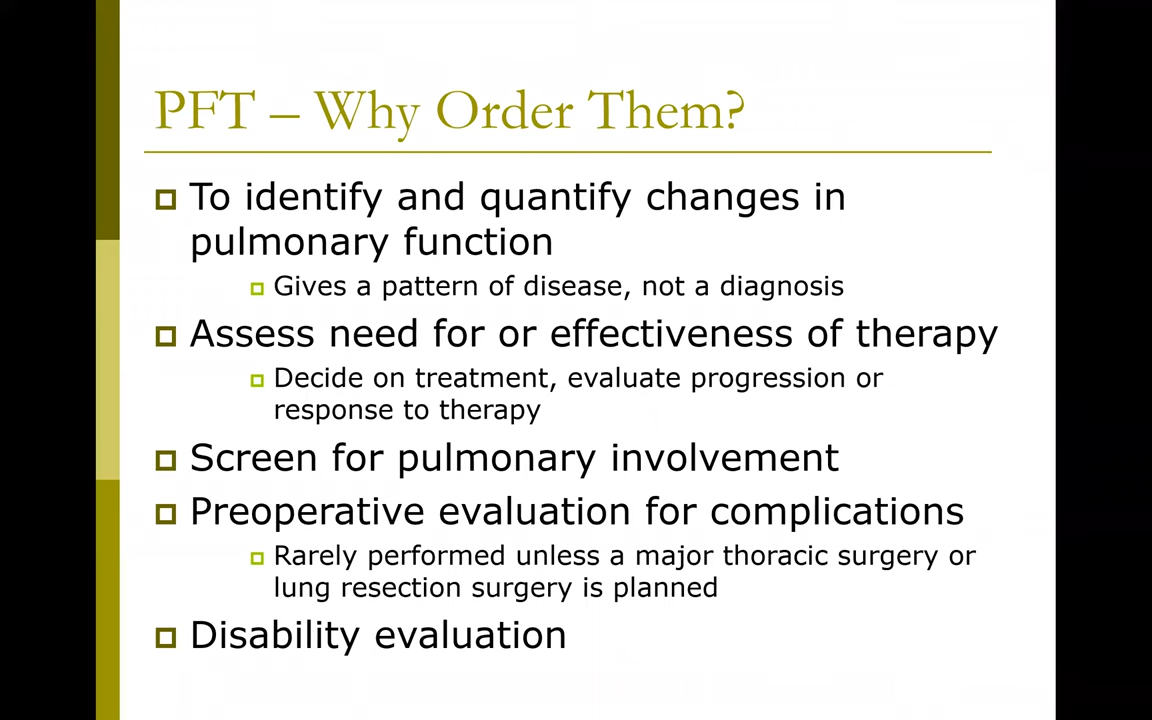 PFT – Why Order Them?
To identify and quantify changes in
pulmonary function
Gives a pattern of disease, not a diagnosis
Assess need for or effectiveness of therapy
Decide on treatment, evaluate progression or
response to therapy
Screen for pulmonary involvement
Preoperative evaluation for complications
Rarely performed unless a major thoracic surgery or
lung resection surgery is planned
Disability evaluation